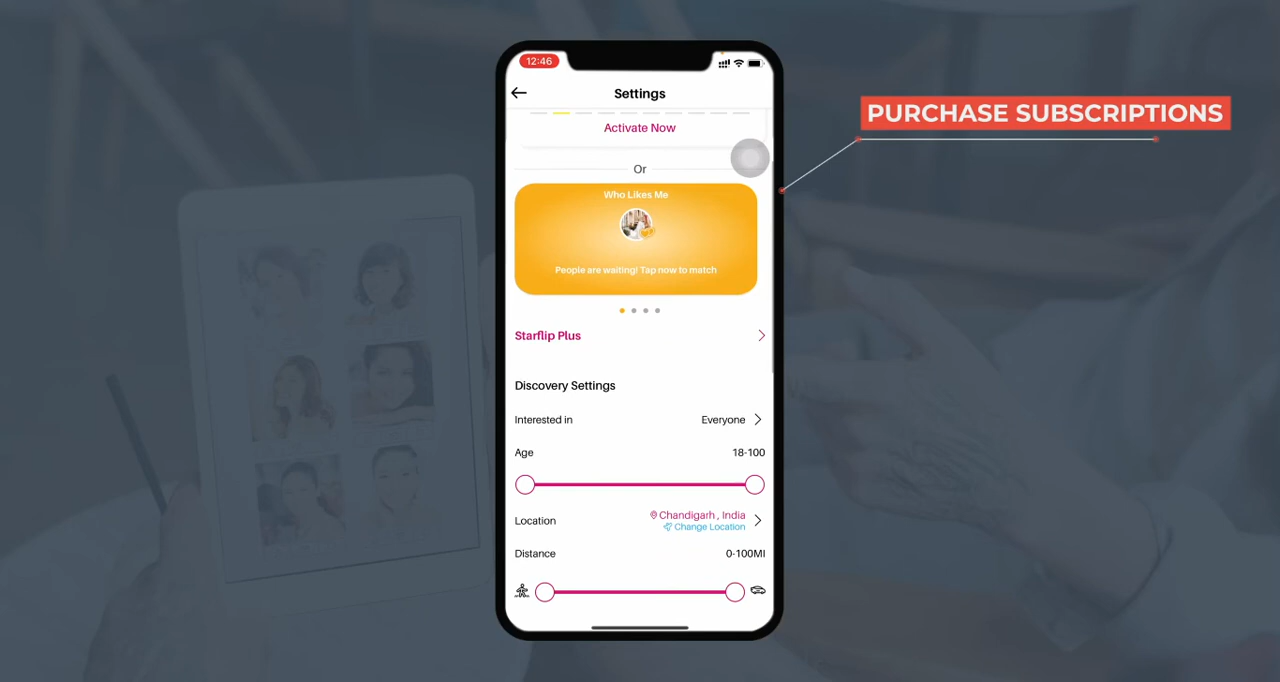 12:46
Settings
PURCHASE SUBSCRIPTIONS
Activate Now
Or
Who Likes Me
People are waiting! Tap now to match
Starflip Plus
Discovery Settings
Interested in Everyone
Age 18-100
Chandigarh , India
Location
Change Location
Distance 0-100MI